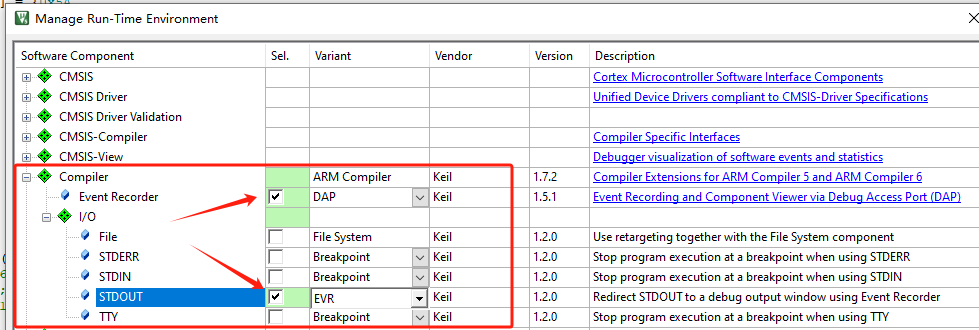 Manage Run-Time Environment
Software Component Sel. Variant Vendor Version Description
CMSIS Cortex Microcontroller Software Interface Components
CMSIS Driver Unified Device Drivers compliant to CMSIS-Driver Specifications
CMSIS Driver Validation
CMSIS-Compiler Compiler Specific Interfaces
CMSIS-View Debugger visualization of software events and statistics
Compiler ARM Compiler Keil 1.7.2 Compiler Extensions for ARM Compiler 5 and ARM Compiler 6
Event Recorder DAP Keil 1.5.1 Event Recording and Component Viewer via Debug Access Port (DAP)
I/O
File File System Keil 1.2.0 Use retargeting together with the File System component
STDERR Breakpoint Keil 1.2.0 Stop program execution at a breakpoint when using STDERR
STDIN Breakpoint Keil 1.2.0 Stop program execution at a breakpoint when using STDIN
STDOUT EVR Keil 1.2.0 Redirect STDOUT to a debug output window using Event Recorder
TTY Breakpoint Keil 1.2.0 Stop program execution at a breakpoint when using TTY